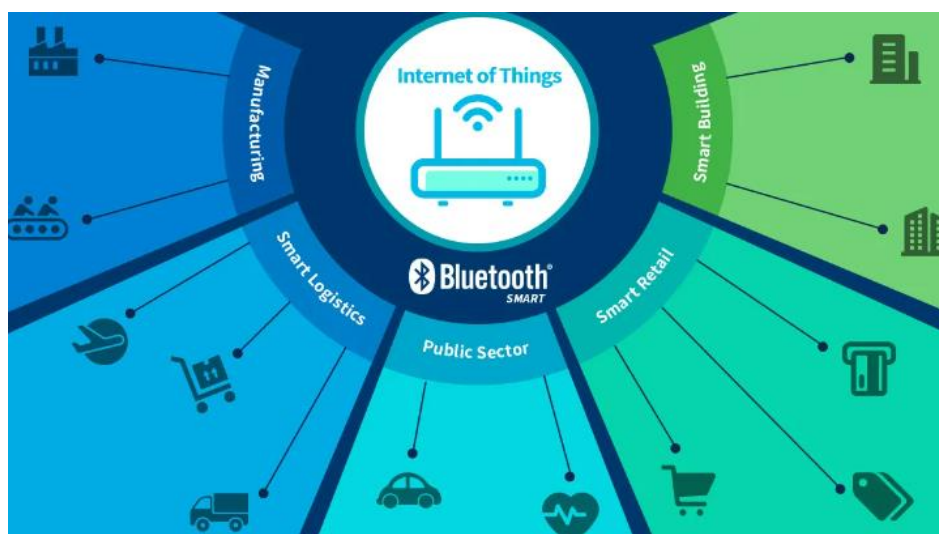 Internet of Things
Bluetooth®
SMART
Manufacturing
Smart Logistics
Public Sector
Smart Retail
Smart Building